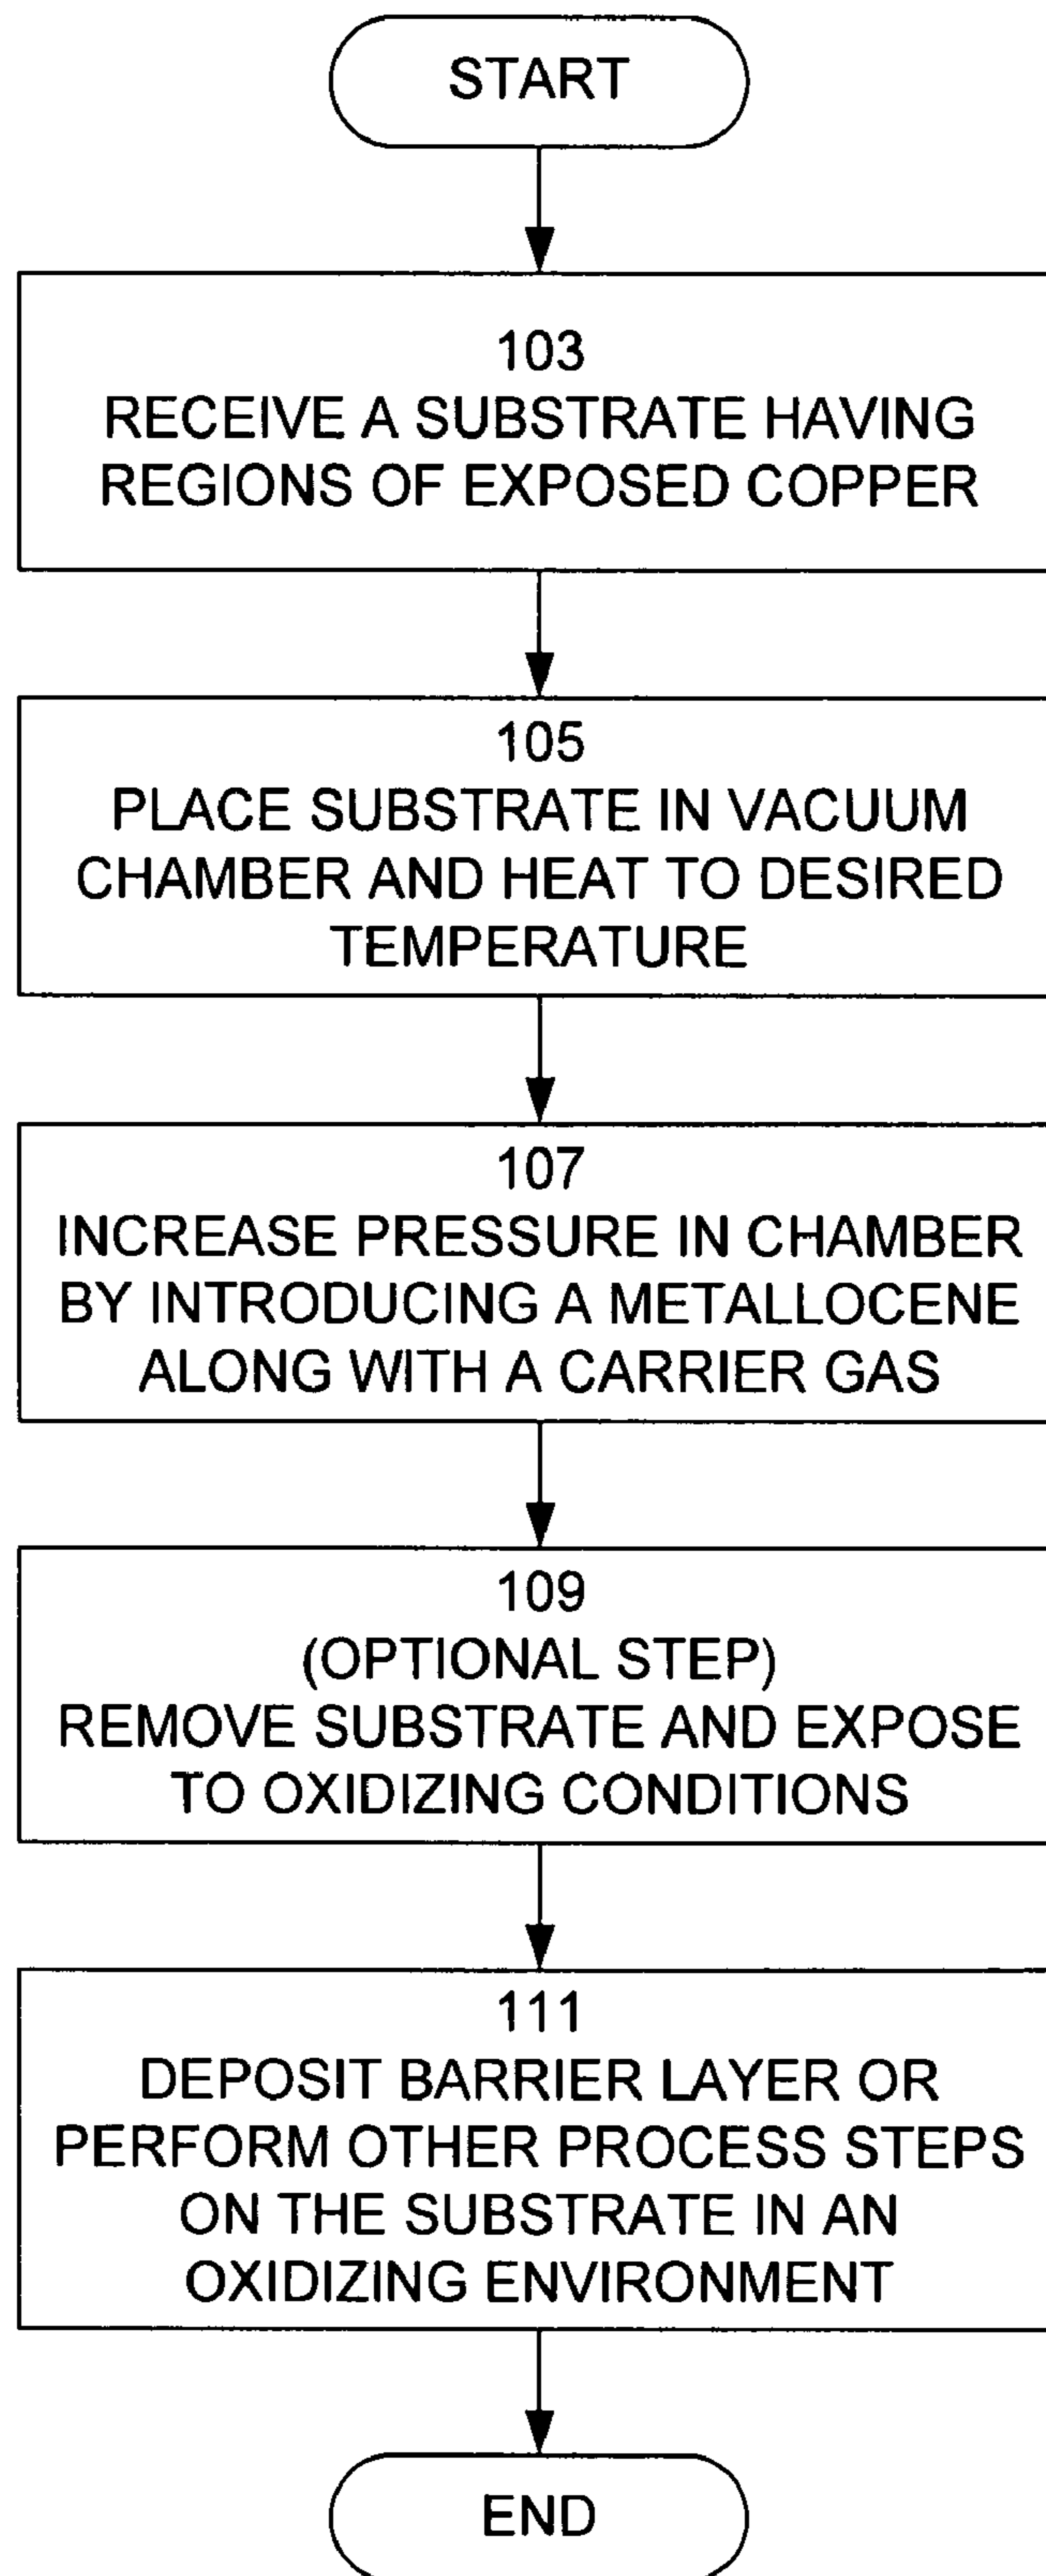 START
103
RECEIVE A SUBSTRATE HAVING
REGIONS OF EXPOSED COPPER
105
PLACE SUBSTRATE IN VACUUM
CHAMBER AND HEAT TO DESIRED
TEMPERATURE
107
INCREASE PRESSURE IN CHAMBER
BY INTRODUCING A METALLOCENE
ALONG WITH A CARRIER GAS
109
(OPTIONAL STEP)
REMOVE SUBSTRATE AND EXPOSE
TO OXIDIZING CONDITIONS
111
DEPOSIT BARRIER LAYER OR
PERFORM OTHER PROCESS STEPS
ON THE SUBSTRATE IN AN
OXIDIZING ENVIRONMENT
END